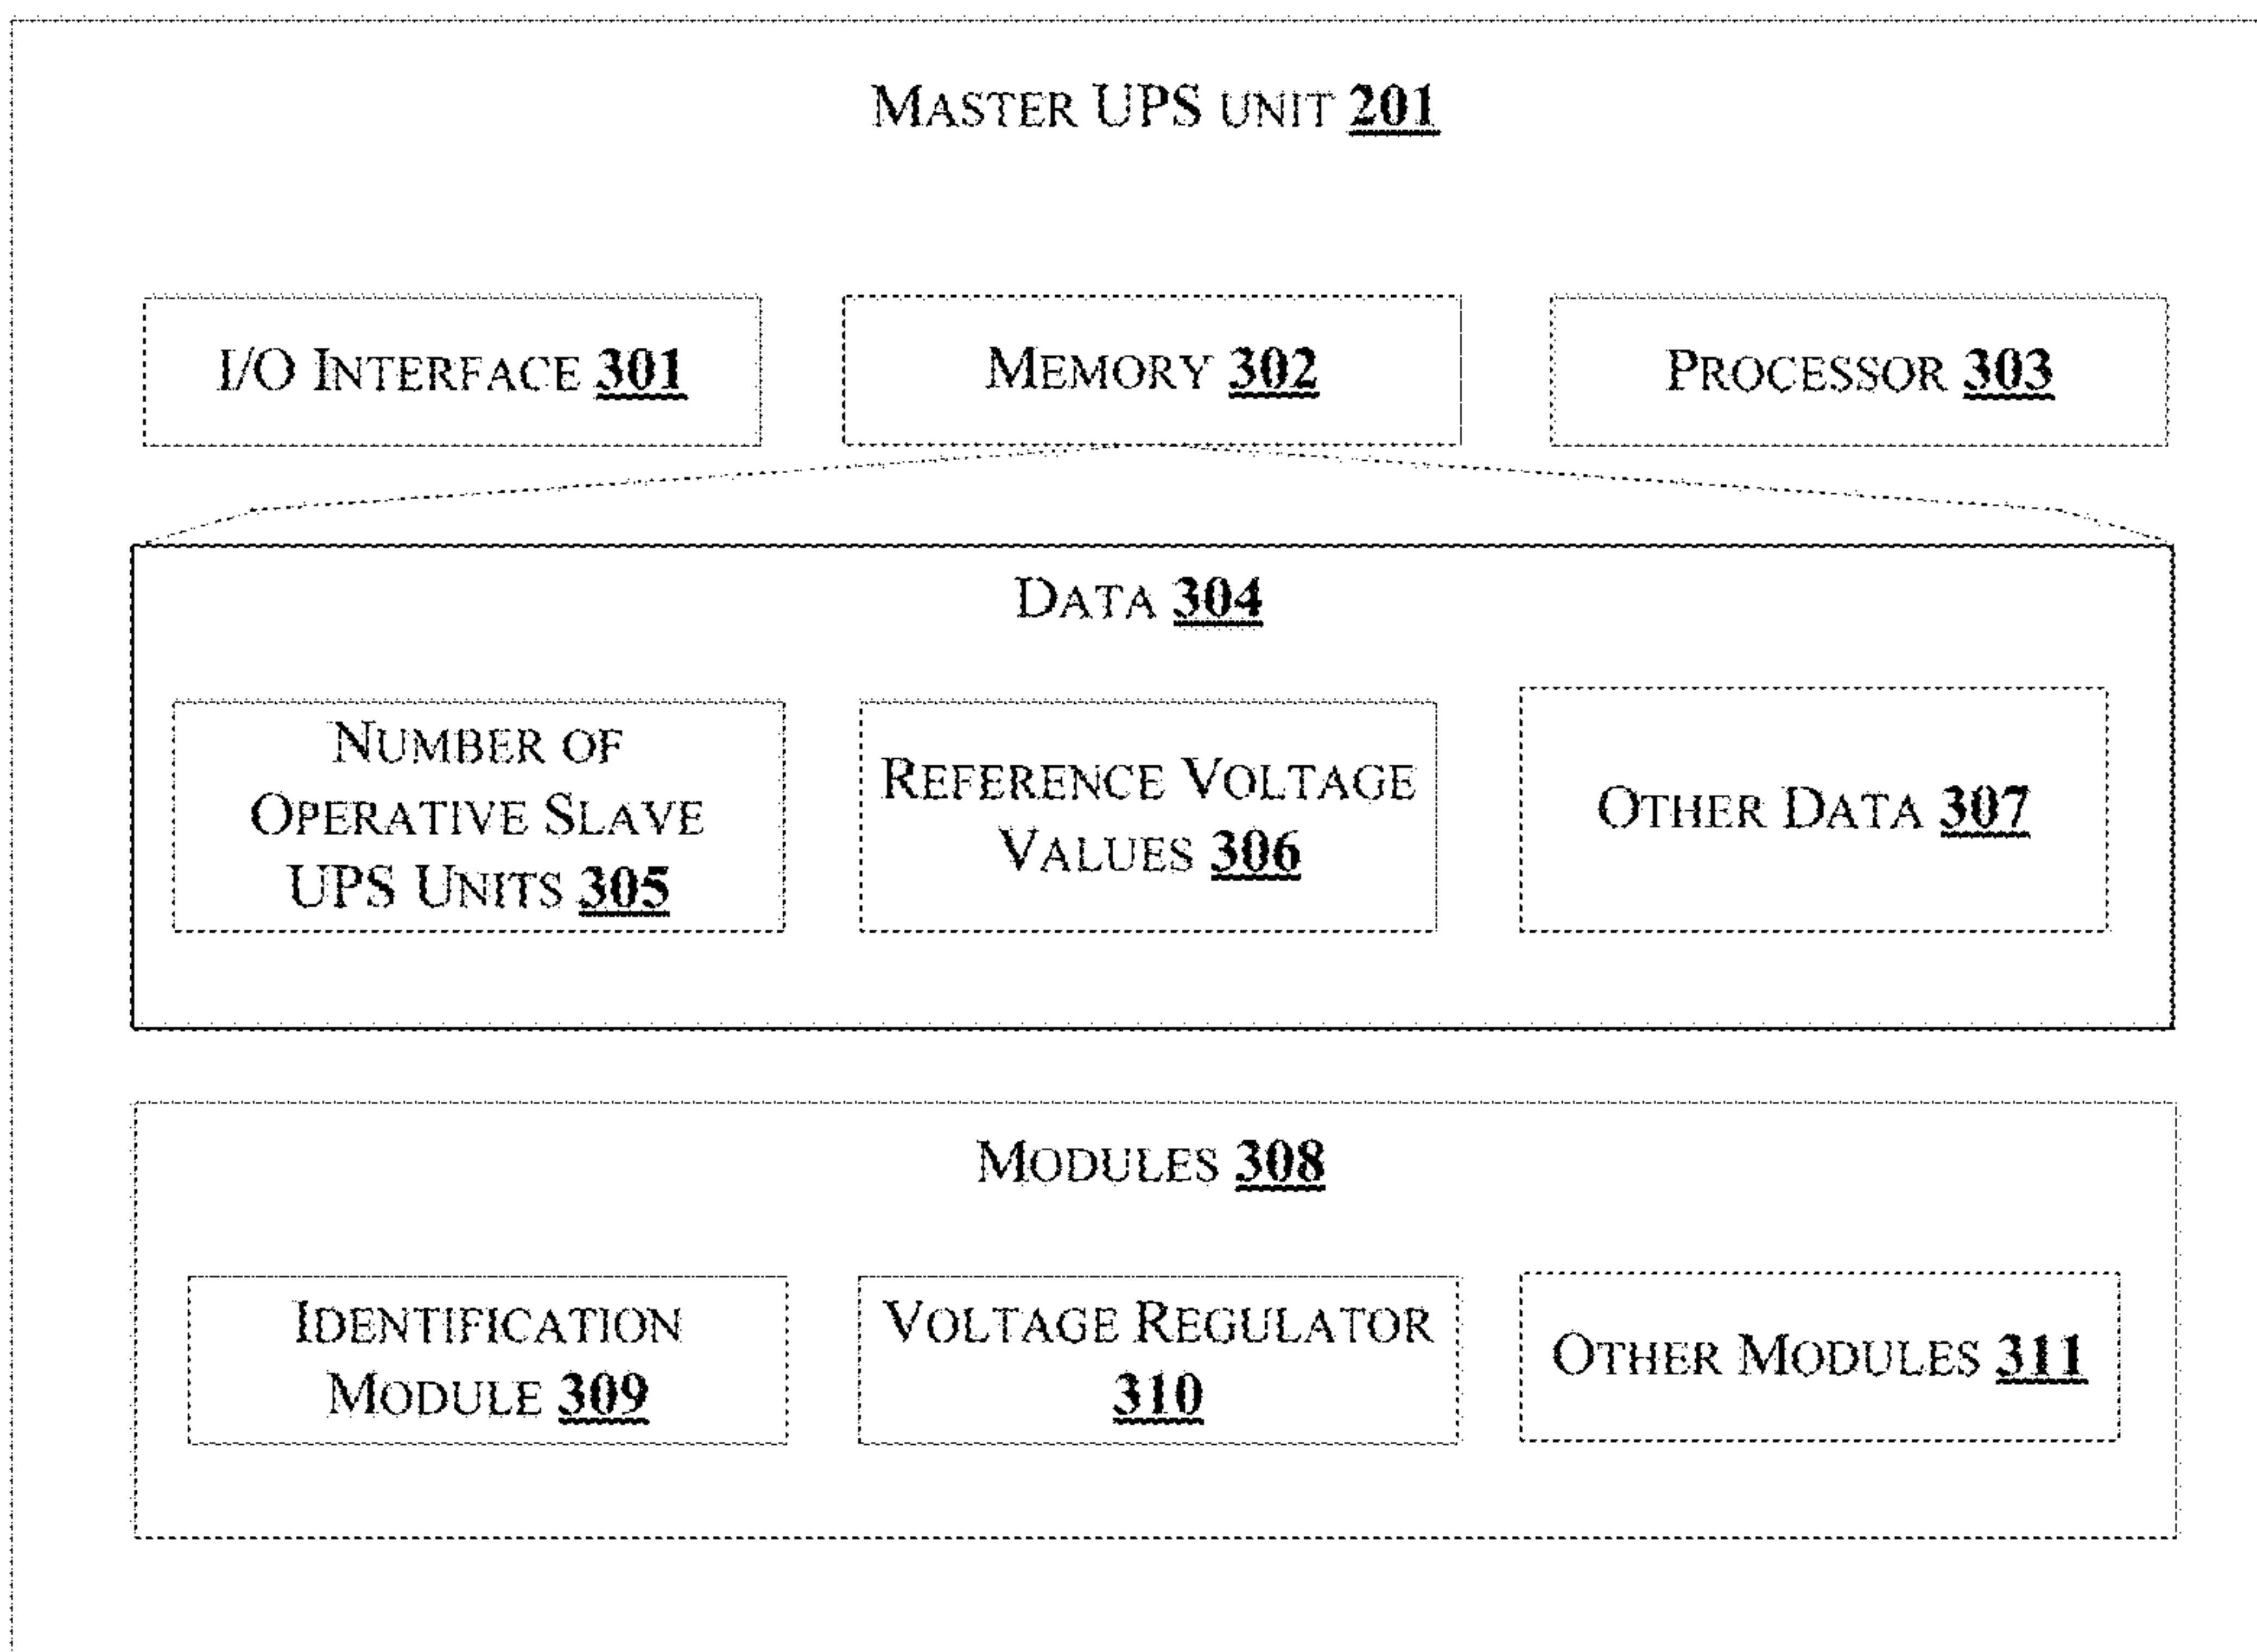 MASTER UPS UNIT 201
I/O INTERFACE 301
MEMORY 302
PROCESSOR 303
DATA 304
NUMBER OF
OPERATIVE SLAVE
UPS UNITS 305
REFERENCE VOLTAGE
VALUES 306
OTHER DATA 307
MODULES 308
IDENTIFICATION
MODULE 309
VOLTAGE REGULATOR
310
OTHER MODULES 311